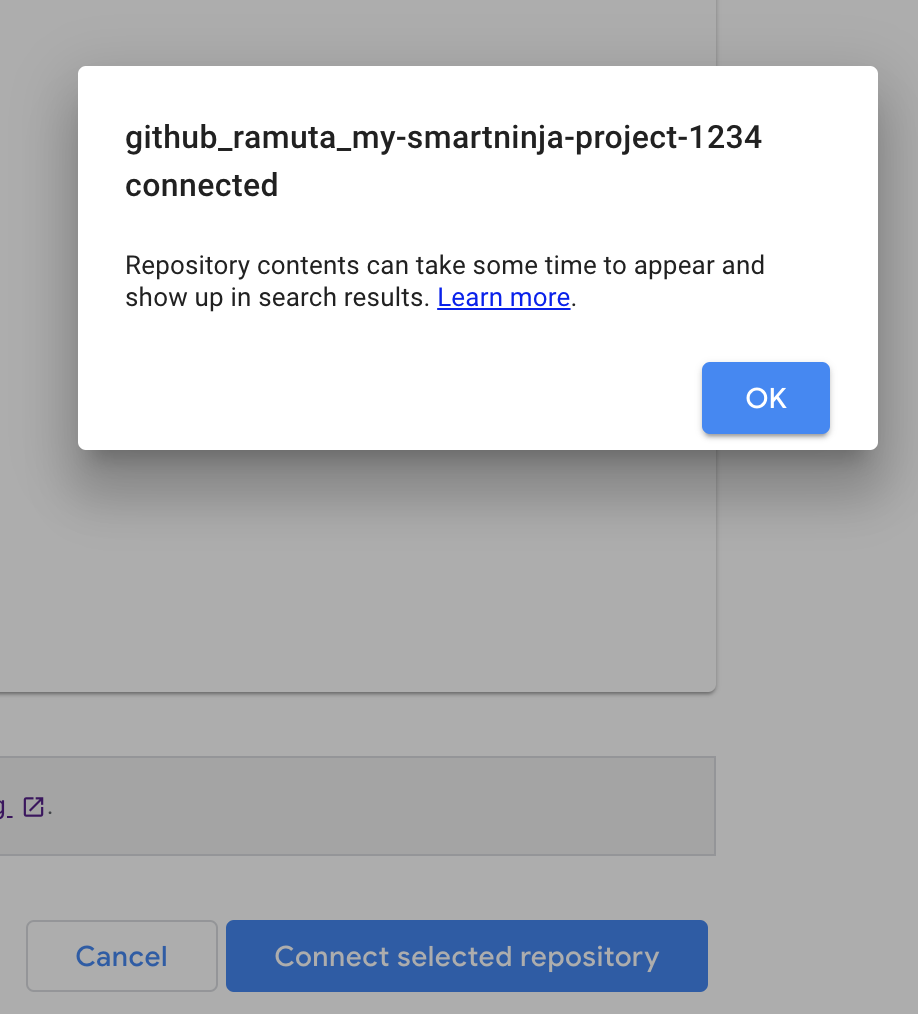 github_ramuta_my-smartninja-project-1234
connected
Repository contents can take some time to appear and
show up in search results. Learn more.
OK
g .
Cancel
Connect selected repository